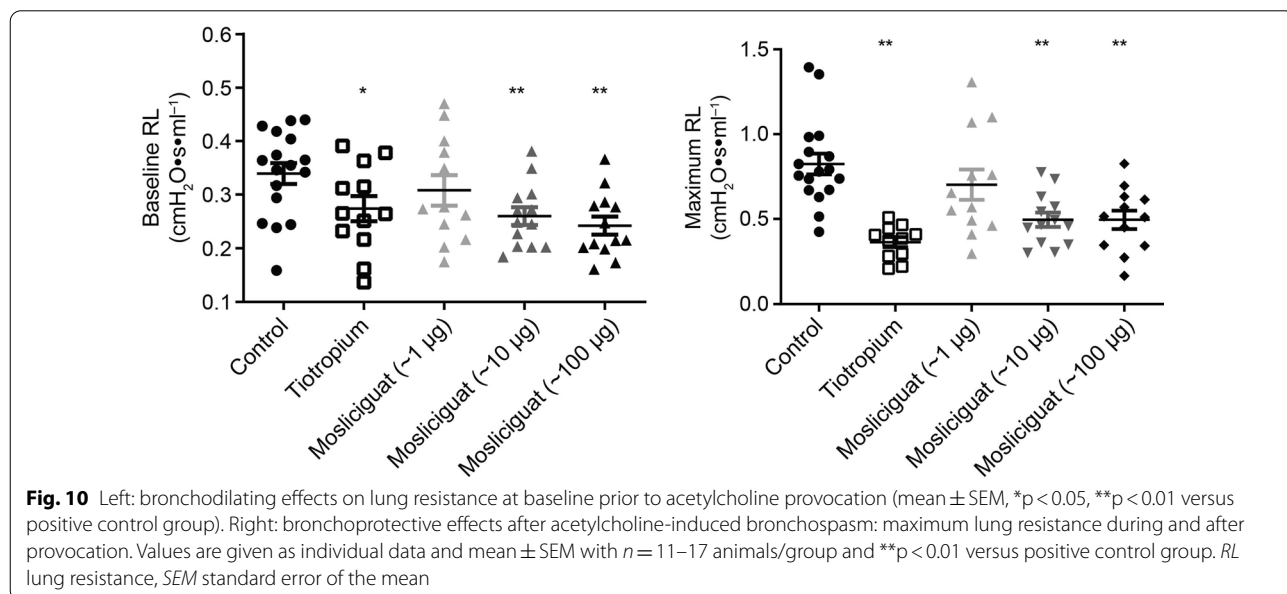 0.6
0.5
0.4
0.3
0.2
0.1
Baseline RL
(cmH₂O•s•ml⁻¹)
*
**
**
Control
Tiotropium
Mosliciguat (~1 µg)
Mosliciguat (~10 µg)
Mosliciguat (~100 µg)
1.5
1.0
0.5
0.0
Maximum RL
(cmH₂O•s•ml⁻¹)
**
**
**
Control
Tiotropium
Mosliciguat (~1 µg)
Mosliciguat (~10 µg)
Mosliciguat (~100 µg)
Fig. 10 Left: bronchodilating effects on lung resistance at baseline prior to acetylcholine provocation (mean ± SEM, *p < 0.05, **p < 0.01 versus
positive control group). Right: bronchoprotective effects after acetylcholine-induced bronchospasm: maximum lung resistance during and after
provocation. Values are given as individual data and mean ± SEM with n = 11–17 animals/group and **p < 0.01 versus positive control group. RL
lung resistance, SEM standard error of the mean